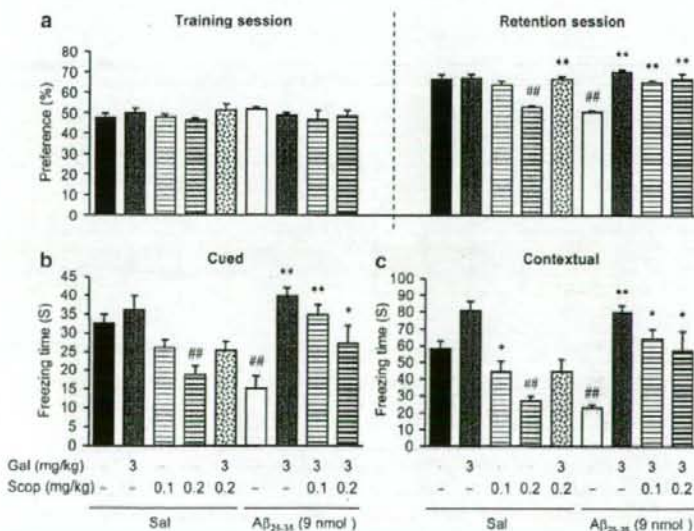 a Training session Retention session
** ** ** **
## ##
Preference (%)
80
70
60
50
40
30
20
10
0
b Cued c Contextual
Freezing time (S)
45
40
35
30
25
20
15
10
5
0
## ## ** ** *
Freezing time (S)
100
90
80
70
60
50
40
30
20
10
0
* ## ## ** * *
Gal (mg/kg) – 3 – – 3 – 3 3 3 – 3 – – 3 – 3 3 3
Scop (mg/kg) – – 0.1 0.2 0.2 – – 0.1 0.2 – – 0.1 0.2 0.2 – – 0.1 0.2
Sal Aβ25-35 (9 nmol ) Sal Aβ25-35 (9 nmol )